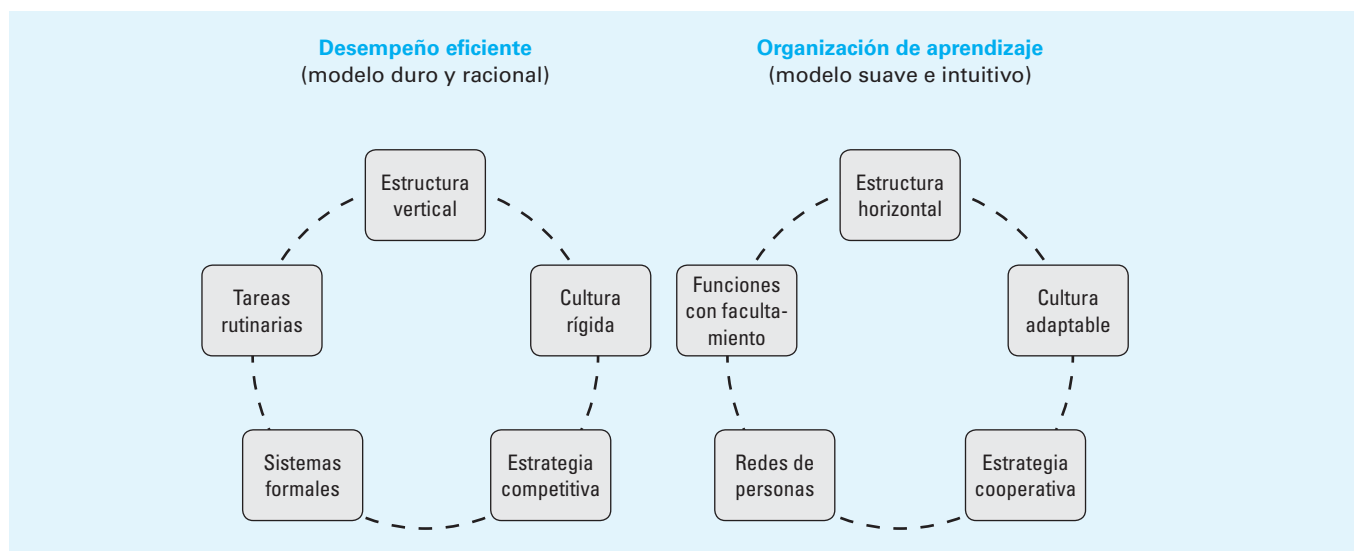 Desempeño eficiente
(modelo duro y racional)
Organización de aprendizaje
(modelo suave e intuitivo)
Estructura
vertical
Tareas
rutinarias
Cultura
rígida
Sistemas
formales
Estrategia
competitiva
Estructura
horizontal
Funciones
con faculta-
miento
Cultura
adaptable
Redes de
personas
Estrategia
cooperativa